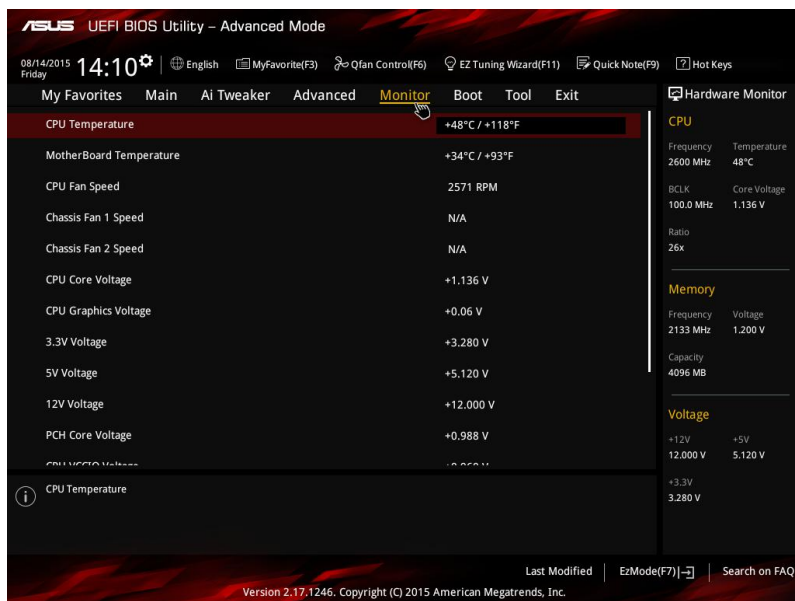 ASUS UEFI BIOS Utility – Advanced Mode
08/14/2015 Friday 14:10 English MyFavorite(F3) Qfan Control(F6) EZ Tuning Wizard(F11) Quick Note(F9) ? Hot Keys
My Favorites Main Ai Tweaker Advanced Monitor Boot Tool Exit
CPU Temperature +48°C / +118°F
MotherBoard Temperature +34°C / +93°F
CPU Fan Speed 2571 RPM
Chassis Fan 1 Speed N/A
Chassis Fan 2 Speed N/A
CPU Core Voltage +1.136 V
CPU Graphics Voltage +0.06 V
3.3V Voltage +3.280 V
5V Voltage +5.120 V
12V Voltage +12.000 V
PCH Core Voltage +0.988 V
CPU VCCIO Voltage
Hardware Monitor
CPU
Frequency Temperature
2600 MHz 48°C
BCLK Core Voltage
100.0 MHz 1.136 V
Ratio
26x
Memory
Frequency Voltage
2133 MHz 1.200 V
Capacity
4096 MB
Voltage
+12V +5V
12.000 V 5.120 V
+3.3V
3.280 V
i CPU Temperature
Last Modified EzMode(F7) Search on FAQ
Version 2.17.1246. Copyright (C) 2015 American Megatrends, Inc.